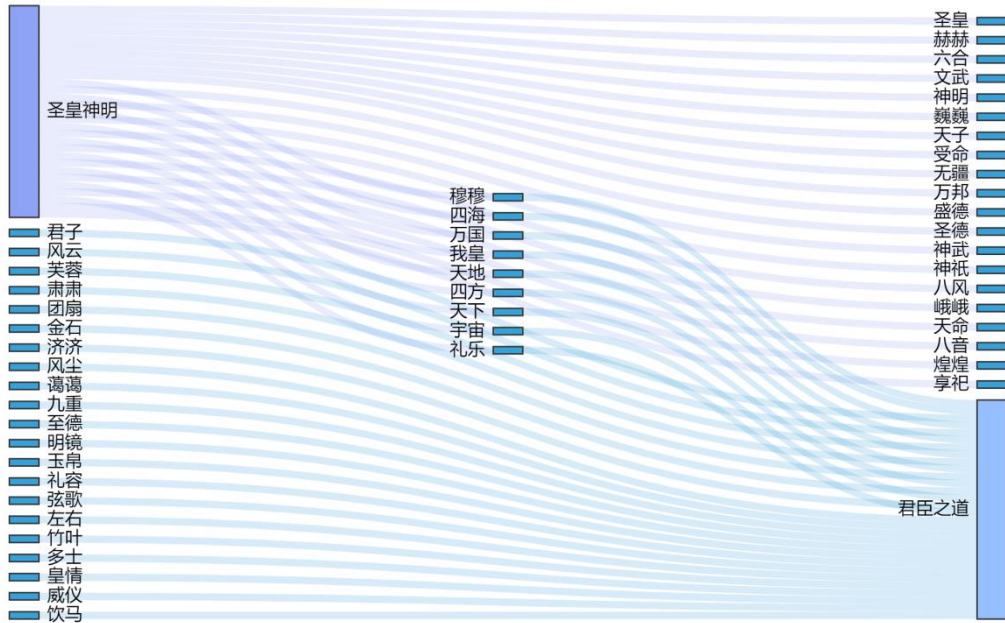 圣皇神明
君子
风云
芙蓉
肃肃
团扇
金石
济济
风尘
蔼蔼
九重
至德
明镜
玉帛
礼容
弦歌
左右
竹叶
多士
皇情
威仪
饮马
穆穆
四海
万国
我皇
天地
四方
天下
宇宙
礼乐
圣皇
赫赫
六合
文武
神明
巍巍
天子
受命
无疆
万邦
盛德
圣德
神武
神祇
八风
峨峨
天命
八音
煌煌
享祀
君臣之道